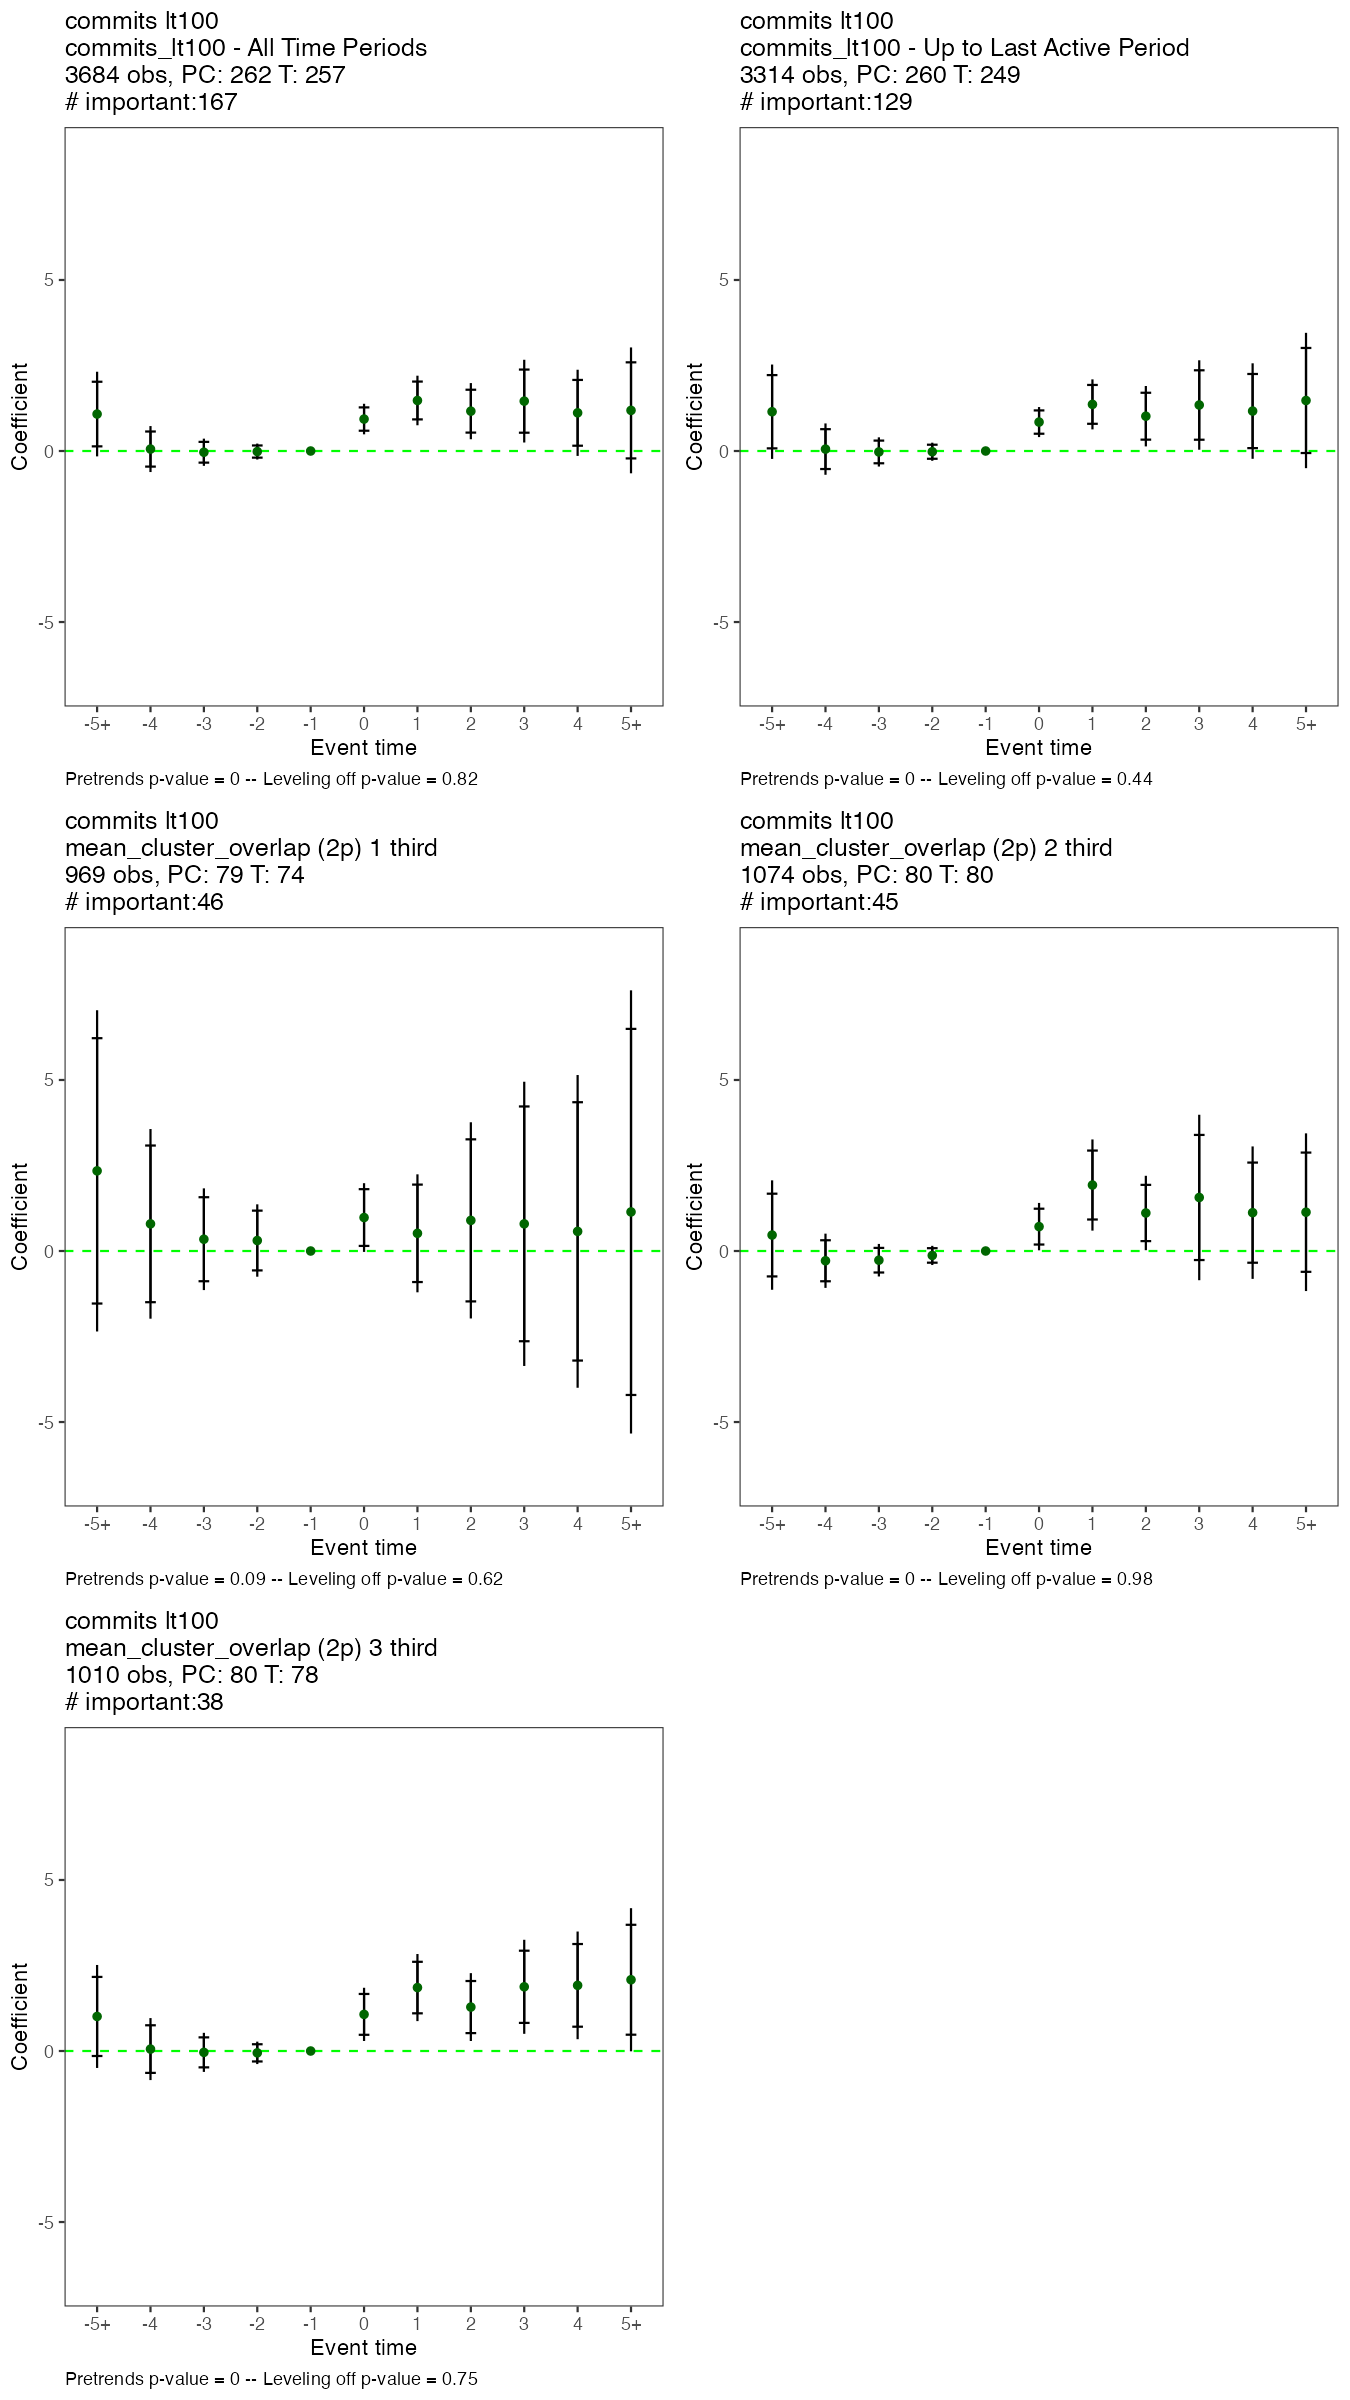 commits lt100
commits_lt100 - All Time Periods
3684 obs, PC: 262 T: 257
# important:167
Coefficient
5
0
-5
-5+ -4 -3 -2 -1 0 1 2 3 4 5+
Event time
Pretrends p-value = 0 -- Leveling off p-value = 0.82
commits lt100
commits_lt100 - Up to Last Active Period
3314 obs, PC: 260 T: 249
# important:129
Coefficient
5
0
-5
-5+ -4 -3 -2 -1 0 1 2 3 4 5+
Event time
Pretrends p-value = 0 -- Leveling off p-value = 0.44
commits lt100
mean_cluster_overlap (2p) 1 third
969 obs, PC: 79 T: 74
# important:46
Coefficient
5
0
-5
-5+ -4 -3 -2 -1 0 1 2 3 4 5+
Event time
Pretrends p-value = 0.09 -- Leveling off p-value = 0.62
commits lt100
mean_cluster_overlap (2p) 2 third
1074 obs, PC: 80 T: 80
# important:45
Coefficient
5
0
-5
-5+ -4 -3 -2 -1 0 1 2 3 4 5+
Event time
Pretrends p-value = 0 -- Leveling off p-value = 0.98
commits lt100
mean_cluster_overlap (2p) 3 third
1010 obs, PC: 80 T: 78
# important:38
Coefficient
5
0
-5
-5+ -4 -3 -2 -1 0 1 2 3 4 5+
Event time
Pretrends p-value = 0 -- Leveling off p-value = 0.75